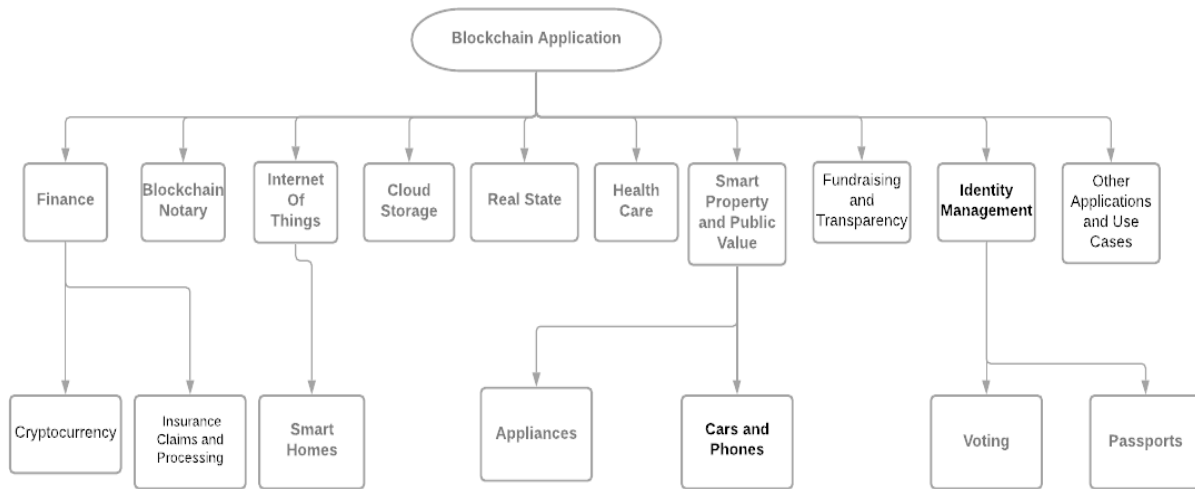 Blockchain Application
Finance
Blockchain
Notary
Internet
Of
Things
Cloud
Storage
Real State
Health
Care
Smart
Property
and Public
Value
Fundraising
and
Transparency
Identity
Management
Other
Applications
and Use
Cases
Cryptocurrency
Insurance
Claims and
Processing
Smart
Homes
Appliances
Cars and
Phones
Voting
Passports